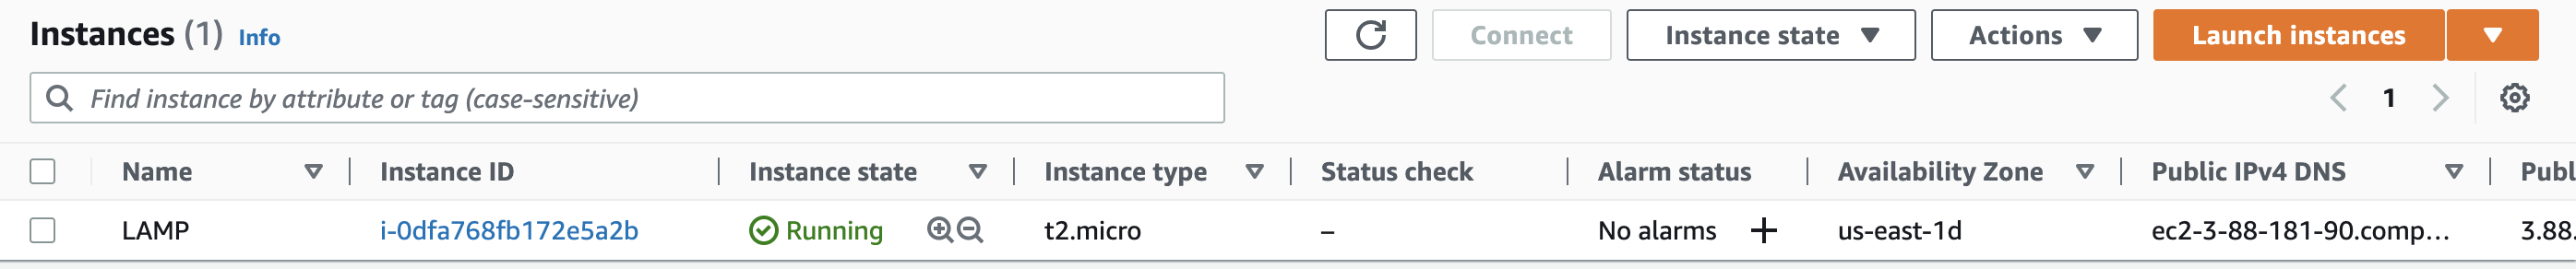 Instances (1) Info Connect Instance state Actions Launch instances
Find instance by attribute or tag (case-sensitive) 1
Name Instance ID Instance state Instance type Status check Alarm status Availability Zone Public IPv4 DNS Publ
LAMP i-0dfa768fb172e5a2b Running t2.micro – No alarms + us-east-1d ec2-3-88-181-90.comp... 3.88.